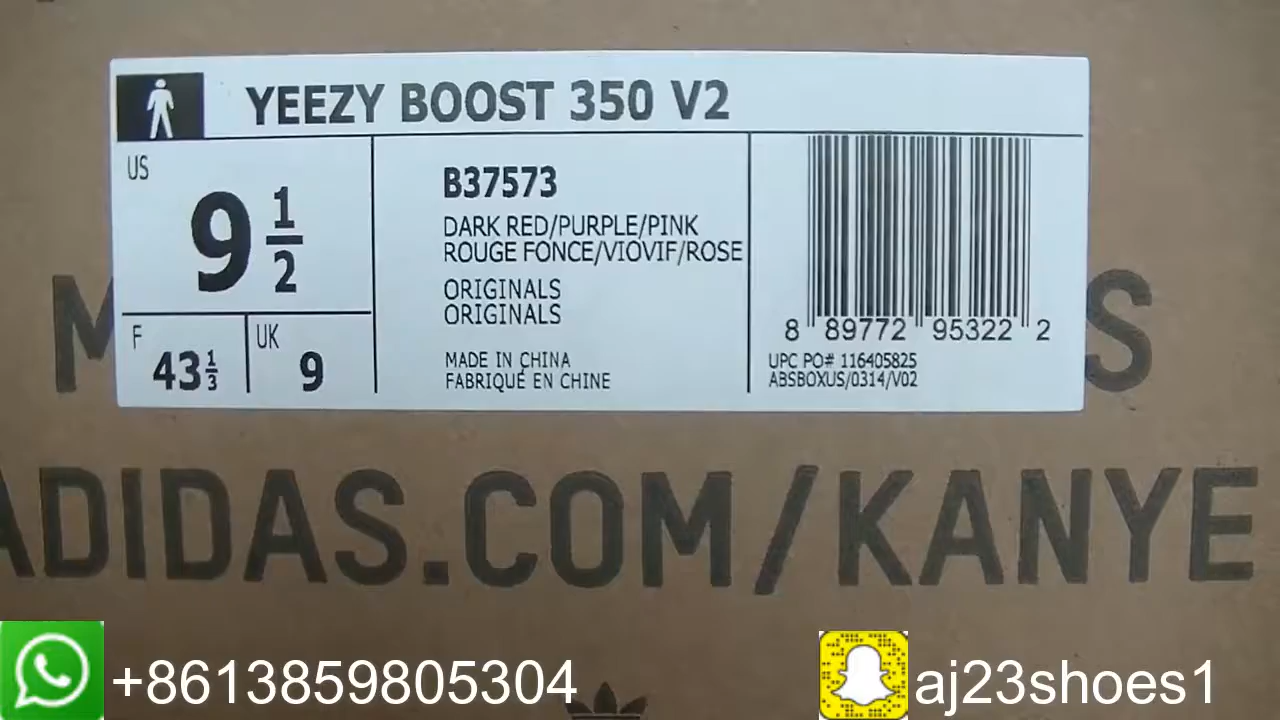 YEEZY BOOST 350 V2
US
9 1/2
F
43 1/3
UK
9
B37573
DARK RED/PURPLE/PINK
ROUGE FONCE/VIOVIF/ROSE
ORIGINALS
ORIGINALS
MADE IN CHINA
FABRIQUÉ EN CHINE
8 89772 95322 2
UPC PO# 116405825
ABSBOXUS/0314/V02
M S
ADIDAS.COM/KANYE
+8613859805304
aj23shoes1